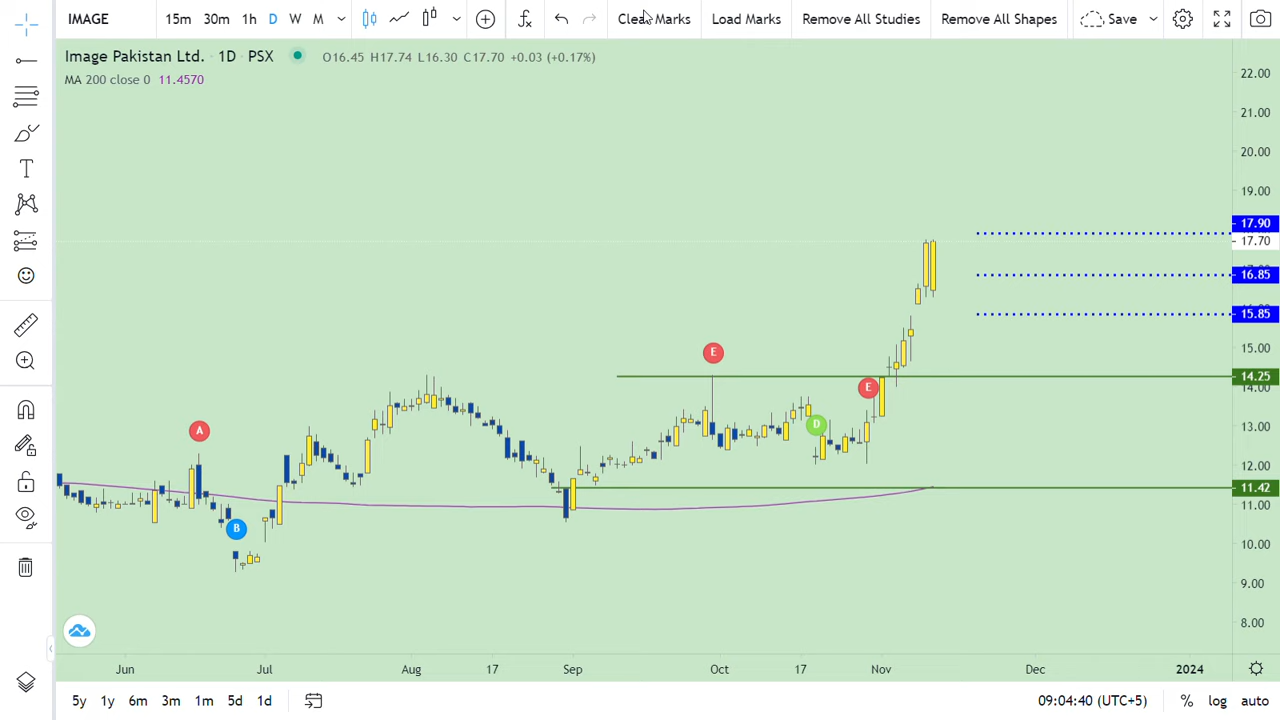 IMAGE 15m 30m 1h D W M Clear Marks Load Marks Remove All Studies Remove All Shapes Save
Image Pakistan Ltd. · 1D · PSX O16.45 H17.74 L16.30 C17.70 +0.03 (+0.17%)
MA 200 close 0 11.4570
22.00
21.00
20.00
19.00
17.90
17.70
16.85
15.85
15.00
E
14.25
14.00
E
13.00
D
A
12.00
11.42
11.00
B
10.00
9.00
8.00
Jun Jul Aug 17 Sep Oct 17 Nov Dec 2024
5y 1y 6m 3m 1m 5d 1d 09:04:40 (UTC+5) % log auto